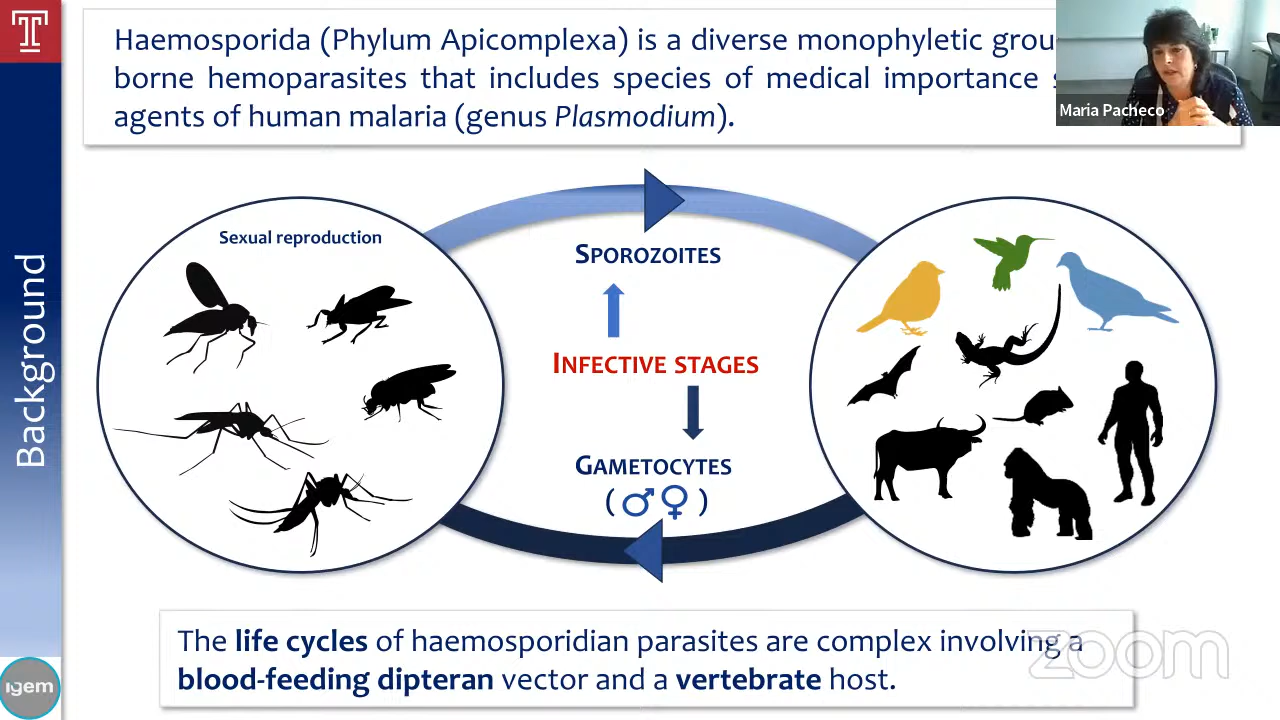 Haemosporida (Phylum Apicomplexa) is a diverse monophyletic
borne hemoparasites that includes species of medical importance
agents of human malaria (genus Plasmodium).
Maria Pacheco
Background
Sexual reproduction
SPOROZOITES
INFECTIVE STAGES
GAMETOCYTES
(♂♀)
The life cycles of haemosporidian parasites are complex involving a
blood-feeding dipteran vector and a vertebrate host.
zoom
igem